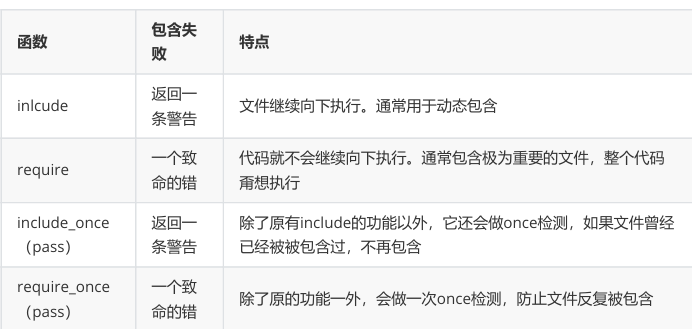 函数
包含失
败
特点
inlcude
返回一
条警告
文件继续向下执行。通常用于动态包含
require
一个致
命的错
代码就不会继续向下执行。通常包含极为重要的文件，整个代码
甭想执行
include_once
（pass）
返回一
条警告
除了原有include的功能以外，它还会做once检测，如果文件曾经
已经被被包含过，不再包含
require_once
（pass）
一个致
命的错
除了原的功能一外，会做一次once检测，防止文件反复被包含